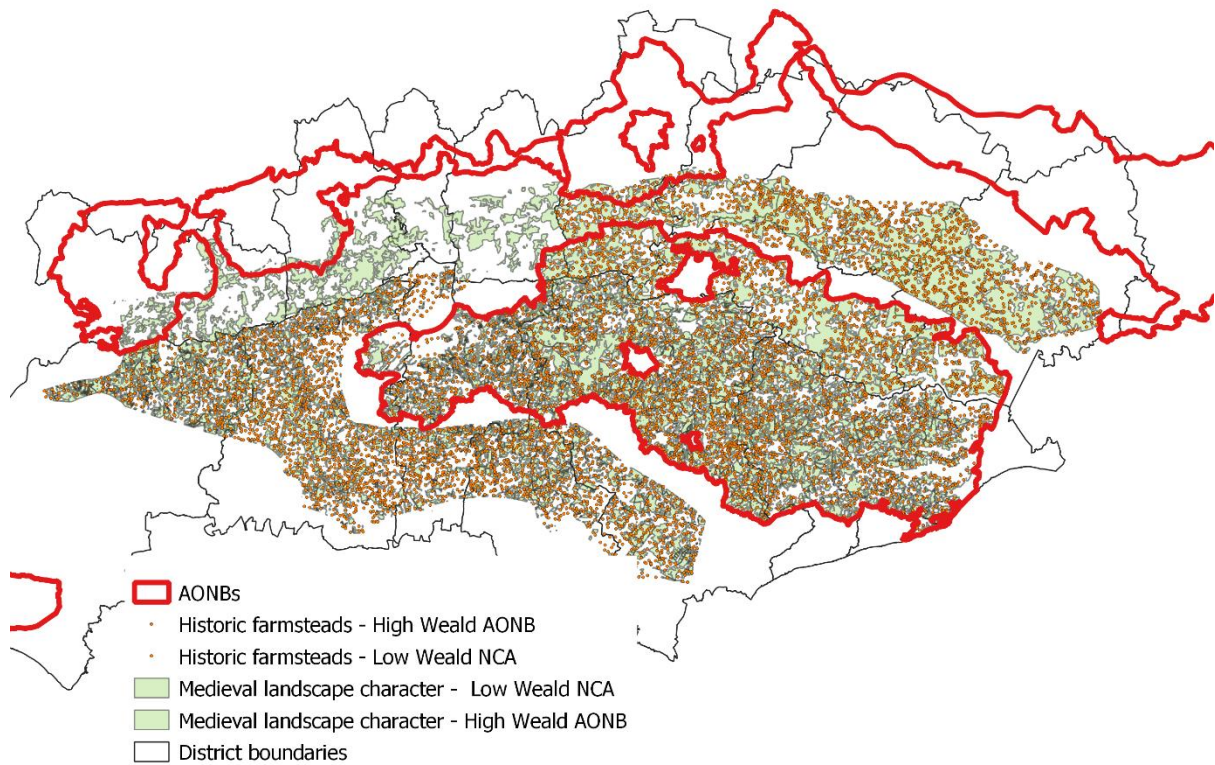 AONBs
Historic farmsteads - High Weald AONB
Historic farmsteads - Low Weald NCA
Medieval landscape character - Low Weald NCA
Medieval landscape character - High Weald AONB
District boundaries